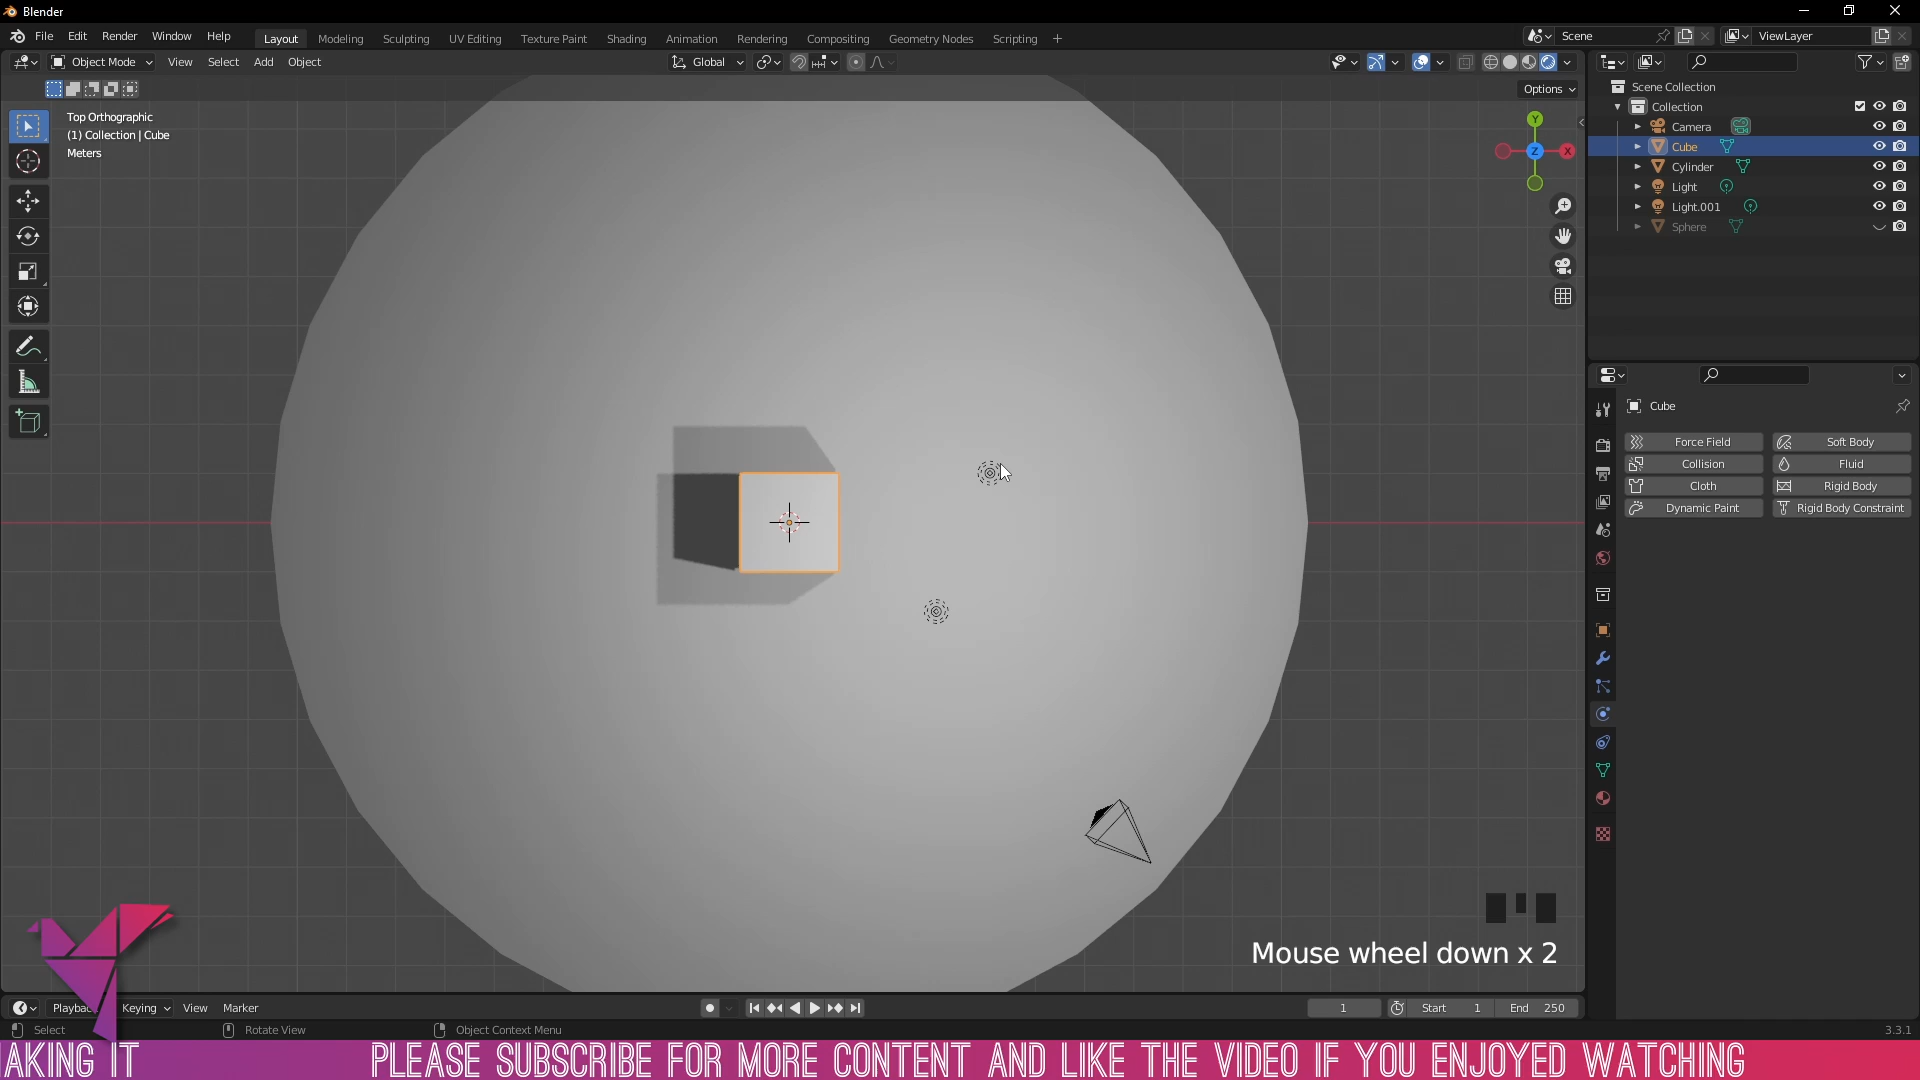 Blender
File Edit Render Window Help
Layout Modeling Sculpting UV Editing Texture Paint Shading Animation Rendering Compositing Geometry Nodes Scripting +
Scene
ViewLayer
Object Mode View Select Add Object
Global
Options
Top Orthographic
(1) Collection | Cube
Meters
Y
Z
X
Scene Collection
Collection
Camera
Cube
Cylinder
Light
Light.001
Sphere
Cube
Force Field Soft Body
Collision Fluid
Cloth Rigid Body
Dynamic Paint Rigid Body Constraint
Mouse wheel down x 2
Keying View Marker
1 Start 1 End 250
Select Rotate View Object Context Menu
3.3.1
AKING IT PLEASE SUBSCRIBE FOR MORE CONTENT AND LIKE THE VIDEO IF YOU ENJOYED WATCHING